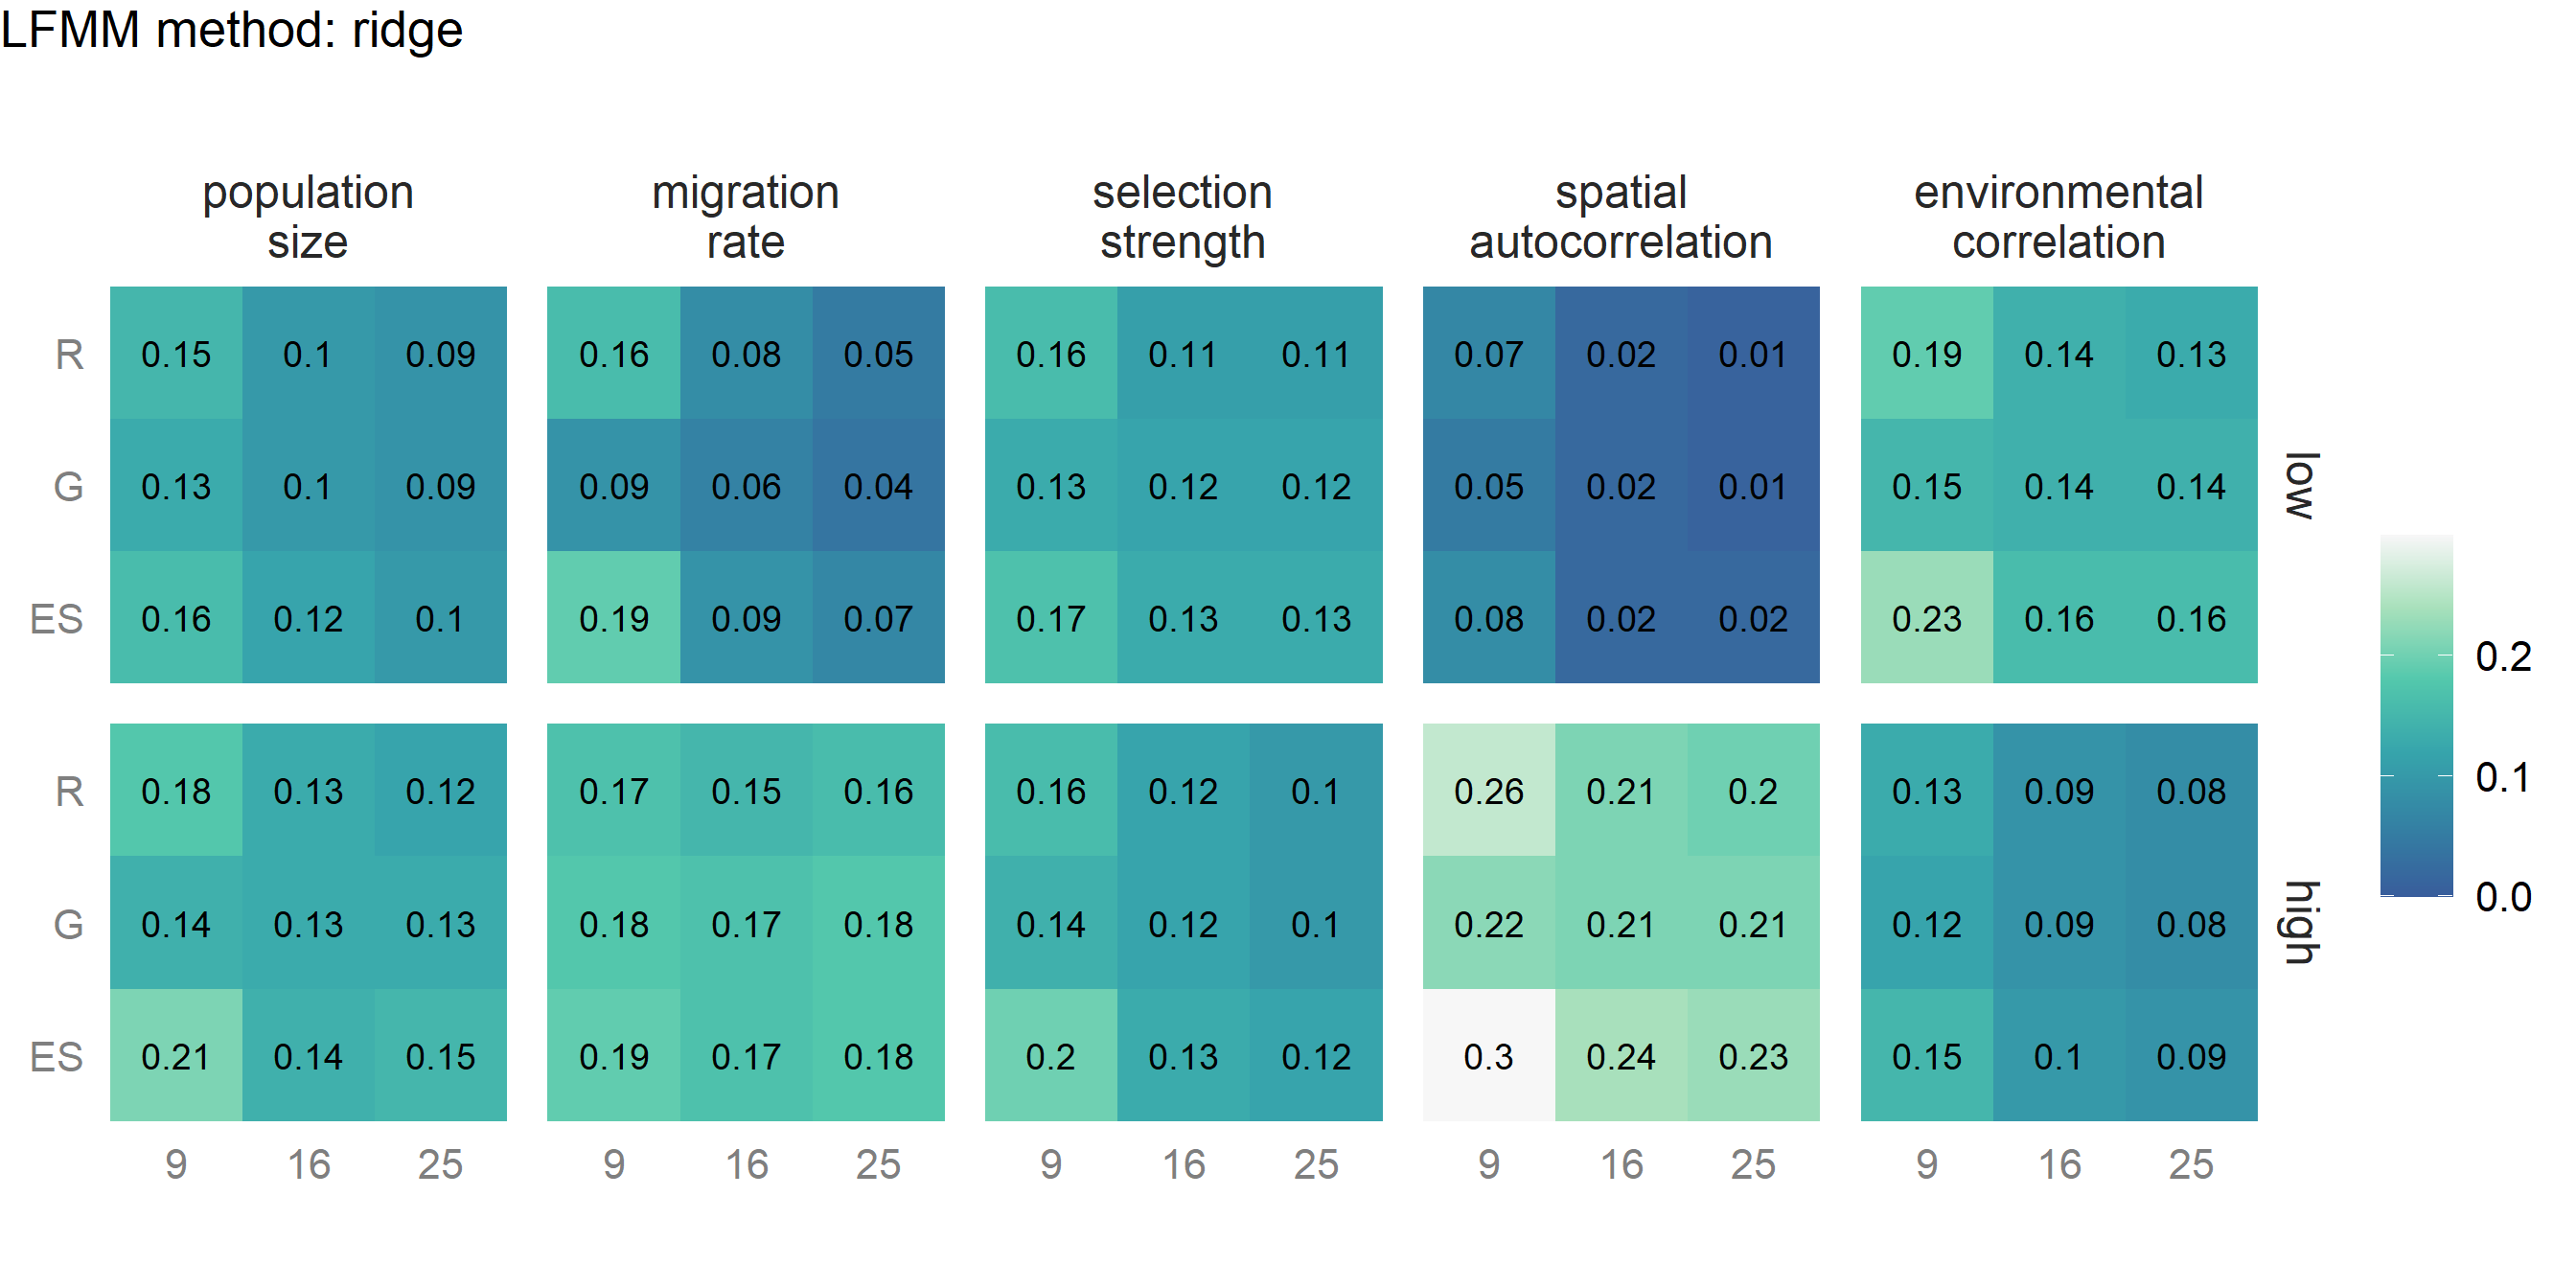 LFMM method: ridge
population size
migration rate
selection strength
spatial autocorrelation
environmental correlation
R 0.15 0.1 0.09 0.16 0.08 0.05 0.16 0.11 0.11 0.07 0.02 0.01 0.19 0.14 0.13
G 0.13 0.1 0.09 0.09 0.06 0.04 0.13 0.12 0.12 0.05 0.02 0.01 0.15 0.14 0.14
low
ES 0.16 0.12 0.1 0.19 0.09 0.07 0.17 0.13 0.13 0.08 0.02 0.02 0.23 0.16 0.16
R 0.18 0.13 0.12 0.17 0.15 0.16 0.16 0.12 0.1 0.26 0.21 0.2 0.13 0.09 0.08
G 0.14 0.13 0.13 0.18 0.17 0.18 0.14 0.12 0.1 0.22 0.21 0.21 0.12 0.09 0.08
high
ES 0.21 0.14 0.15 0.19 0.17 0.18 0.2 0.13 0.12 0.3 0.24 0.23 0.15 0.1 0.09
9 16 25 9 16 25 9 16 25 9 16 25 9 16 25
0.2
0.1
0.0